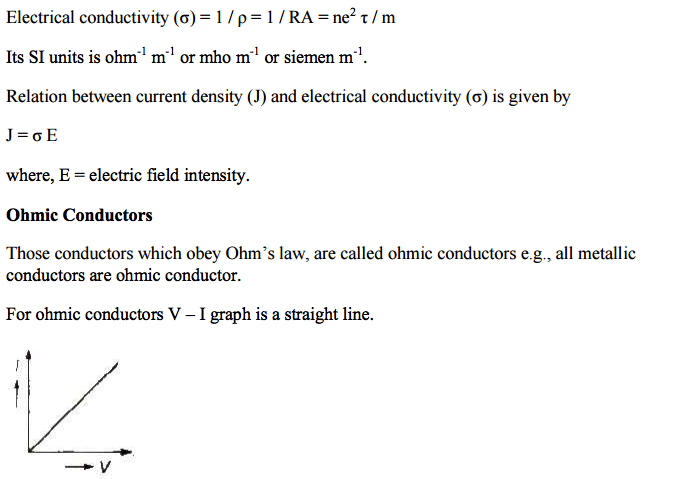 Electrical conductivity (σ) = 1 / ρ = 1 / RA = ne² τ / m
Its SI units is ohm⁻¹ m⁻¹ or mho m⁻¹ or siemen m⁻¹.
Relation between current density (J) and electrical conductivity (σ) is given by
J = σ E
where, E = electric field intensity.
Ohmic Conductors
Those conductors which obey Ohm’s law, are called ohmic conductors e.g., all metallic
conductors are ohmic conductor.
For ohmic conductors V – I graph is a straight line.
I
V